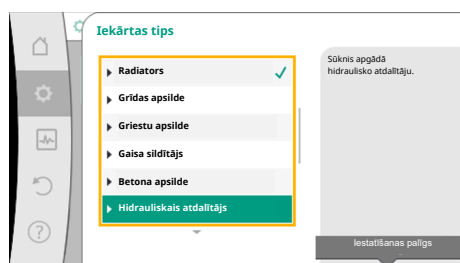 Iekārtas tips
Radiators
Grīdas apsilde
Griestu apsilde
Gaisa sildītājs
Betona apsilde
Hidrauliskais atdalītājs
Sūknis apgādā
hidraulisko atdalītāju.
Iestatīšanas palīgs